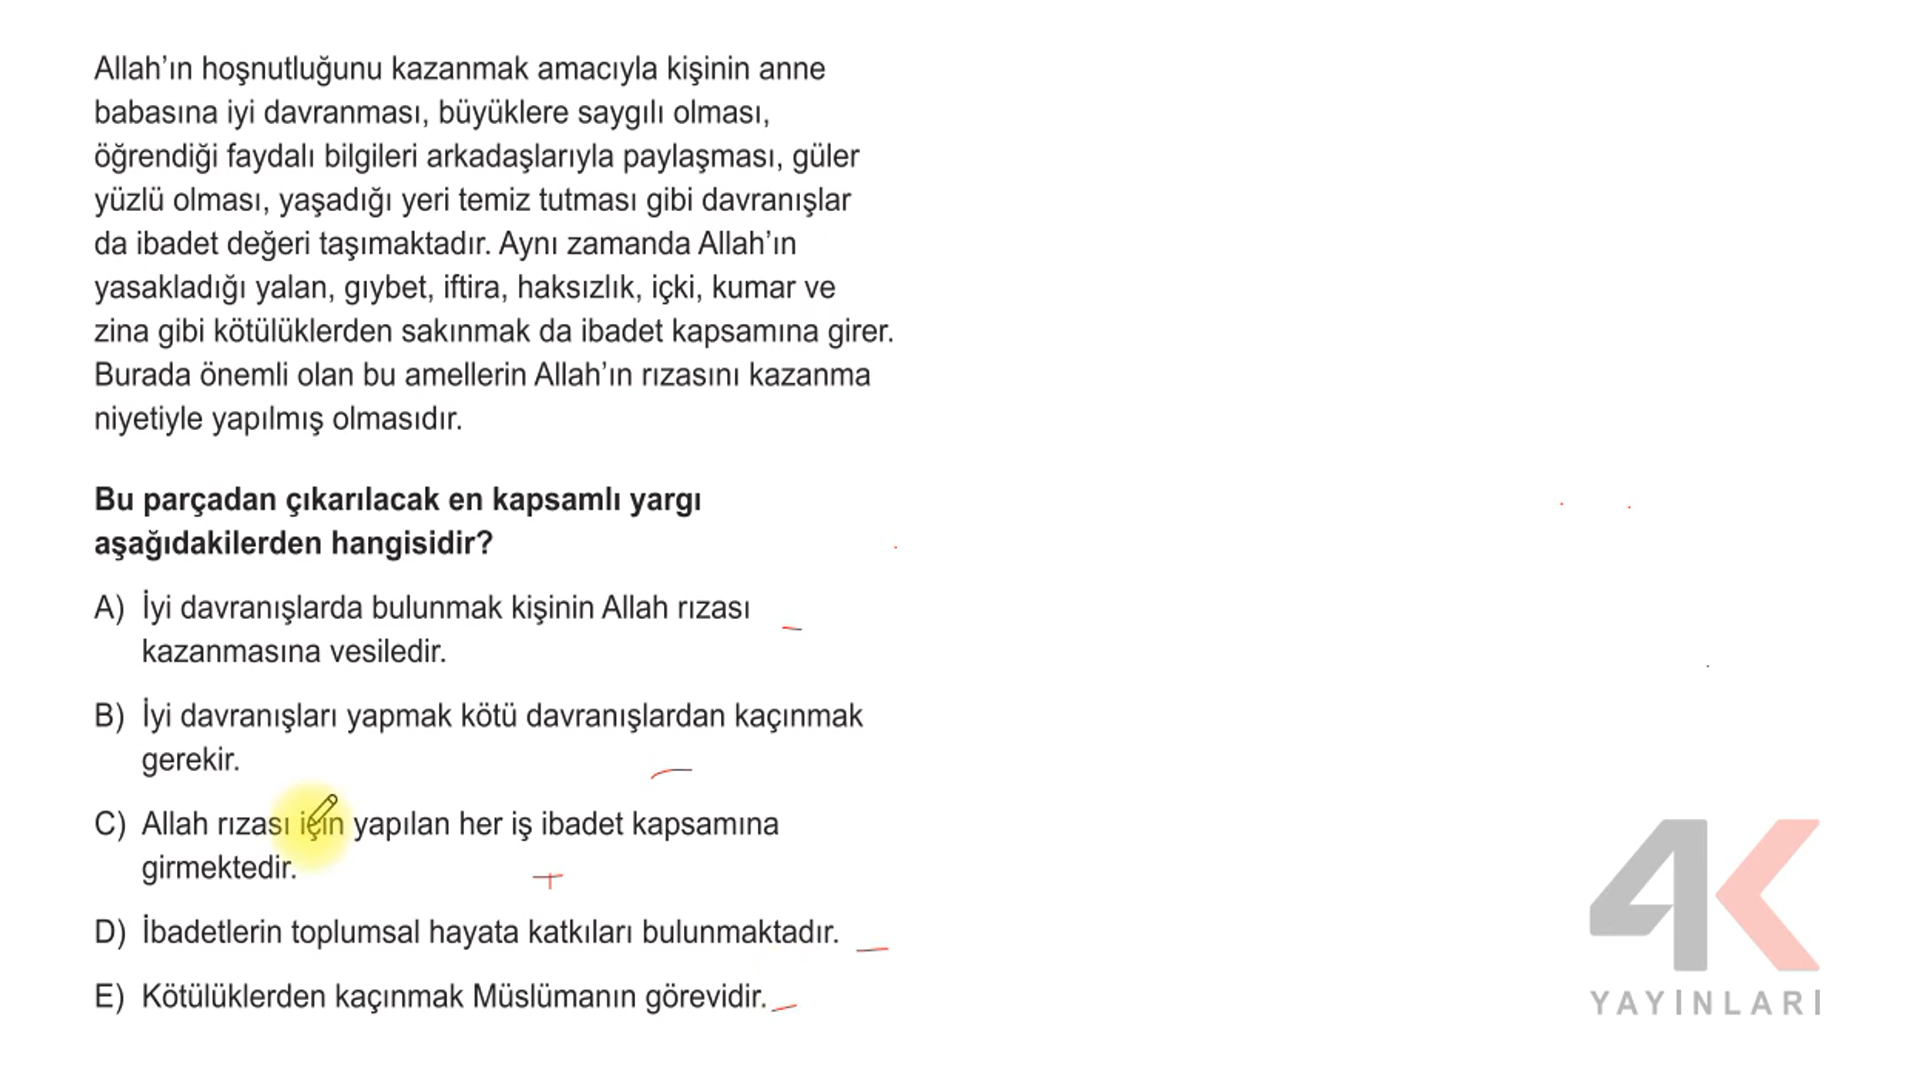 Allah’ın hoşnutluğunu kazanmak amacıyla kişinin anne
babasına iyi davranması, büyüklere saygılı olması,
öğrendiği faydalı bilgileri arkadaşlarıyla paylaşması, güler
yüzlü olması, yaşadığı yeri temiz tutması gibi davranışlar
da ibadet değeri taşımaktadır. Aynı zamanda Allah’ın
yasakladığı yalan, gıybet, iftira, haksızlık, içki, kumar ve
zina gibi kötülüklerden sakınmak da ibadet kapsamına girer.
Burada önemli olan bu amellerin Allah’ın rızasını kazanma
niyetiyle yapılmış olmasıdır.
Bu parçadan çıkarılacak en kapsamlı yargı
aşağıdakilerden hangisidir?
A) İyi davranışlarda bulunmak kişinin Allah rızası
kazanmasına vesiledir.
B) İyi davranışları yapmak kötü davranışlardan kaçınmak
gerekir.
C) Allah rızası için yapılan her iş ibadet kapsamına
girmektedir.
D) İbadetlerin toplumsal hayata katkıları bulunmaktadır.
E) Kötülüklerden kaçınmak Müslümanın görevidir.
4K
YAYINLARI